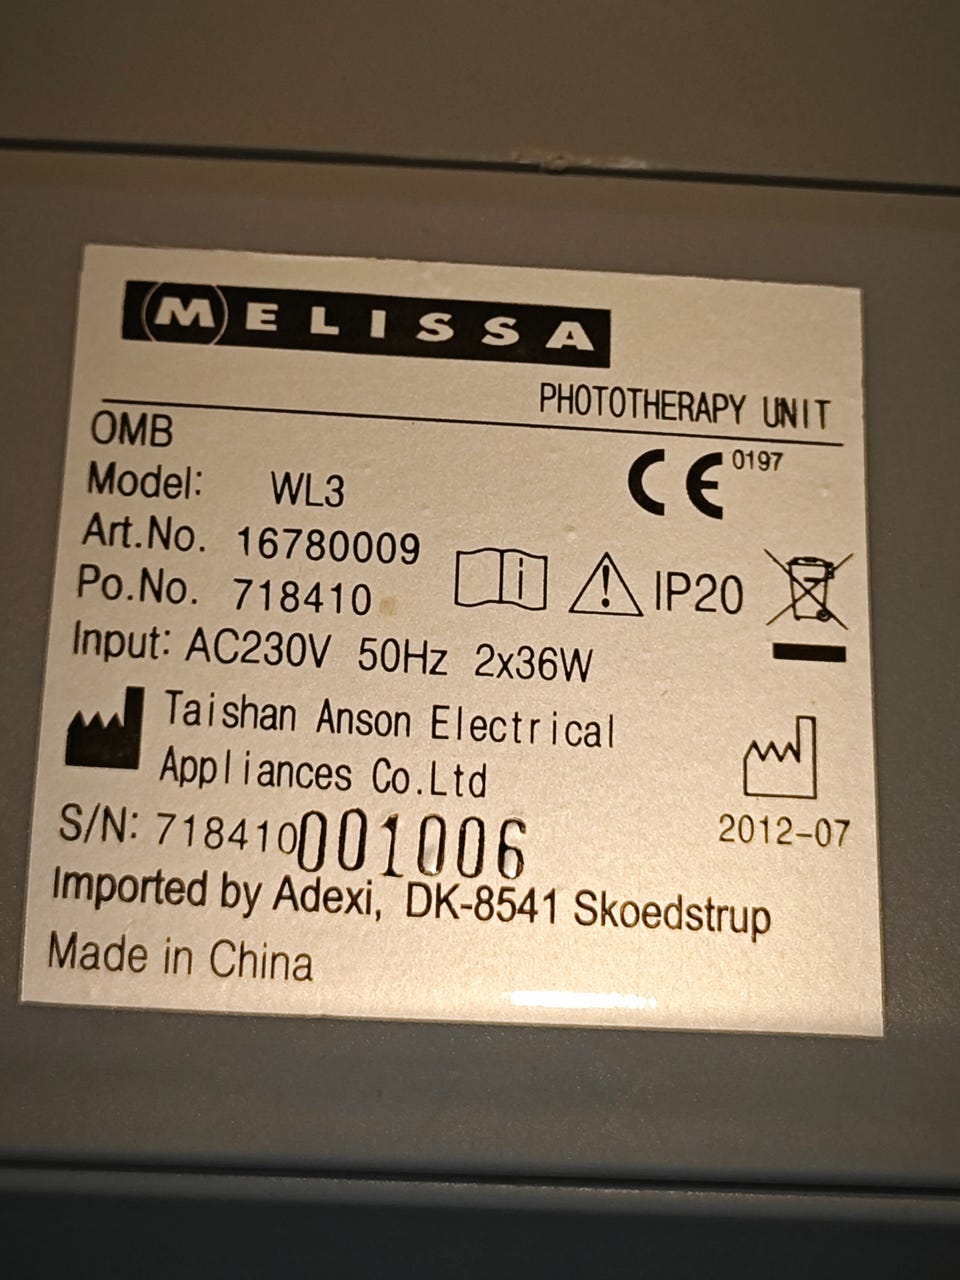 MELISSA
PHOTOTHERAPY UNIT
OMB
Model: WL3
CE 0197
Art.No. 16780009
Po.No. 718410
i ! IP20
Input: AC230V 50Hz 2x36W
Taishan Anson Electrical
Appliances Co.Ltd
S/N: 718410001006
2012-07
Imported by Adexi, DK-8541 Skoedstrup
Made in China